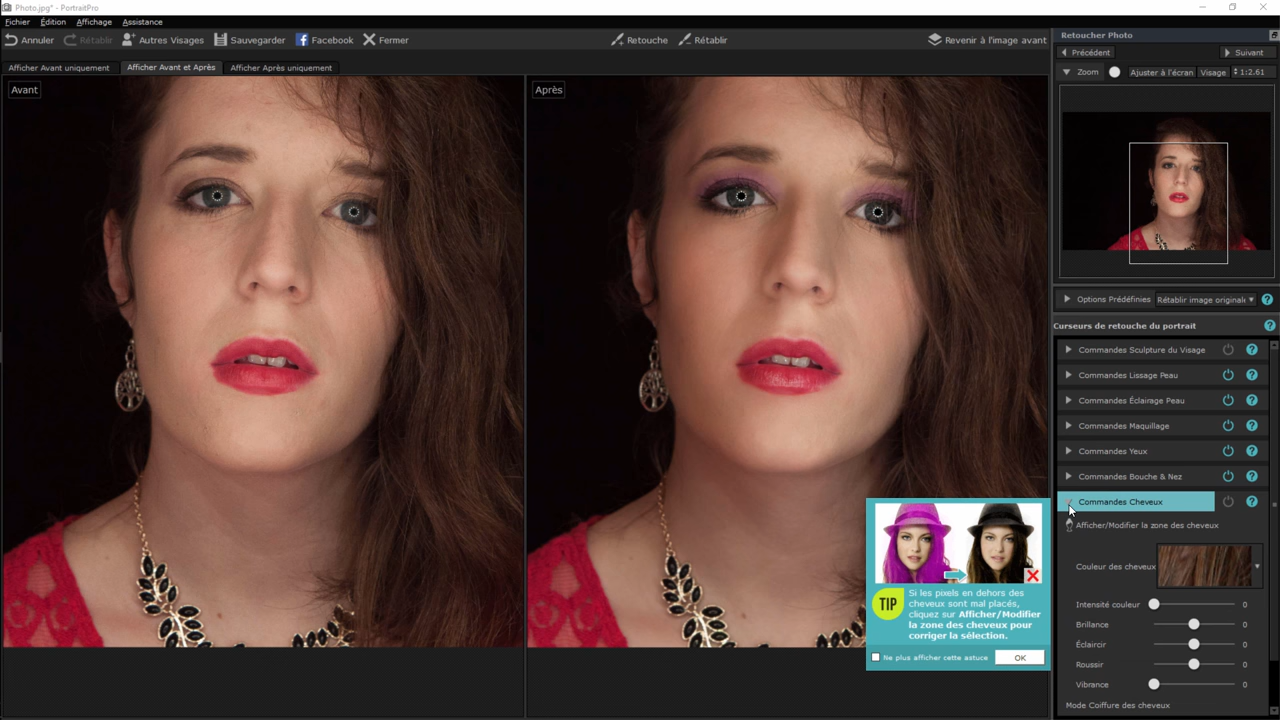 Photo.jpg* - PortraitPro
Fichier Édition Affichage Assistance
Annuler Rétablir Autres Visages Sauvegarder Facebook Fermer Retouche Rétablir Revenir à l'image avant
Afficher Avant uniquement Afficher Avant et Après Afficher Après uniquement
Avant
Après
Retoucher Photo
Précédent Suivant
Zoom Ajuster à l'écran Visage 1:2.61
Options Prédéfinies Rétablir image originale
Curseurs de retouche du portrait
Commandes Sculpture du Visage
Commandes Lissage Peau
Commandes Éclairage Peau
Commandes Maquillage
Commandes Yeux
Commandes Bouche & Nez
Commandes Cheveux
Afficher/Modifier la zone des cheveux
Couleur des cheveux
Intensité couleur 0
Brillance 0
Éclaircir 0
Roussir 0
Vibrance 0
Mode Coiffure des cheveux
TIP
Si les pixels en dehors des
cheveux sont mal placés,
cliquez sur Afficher/Modifier
la zone des cheveux pour
corriger la sélection.
Ne plus afficher cette astuce OK